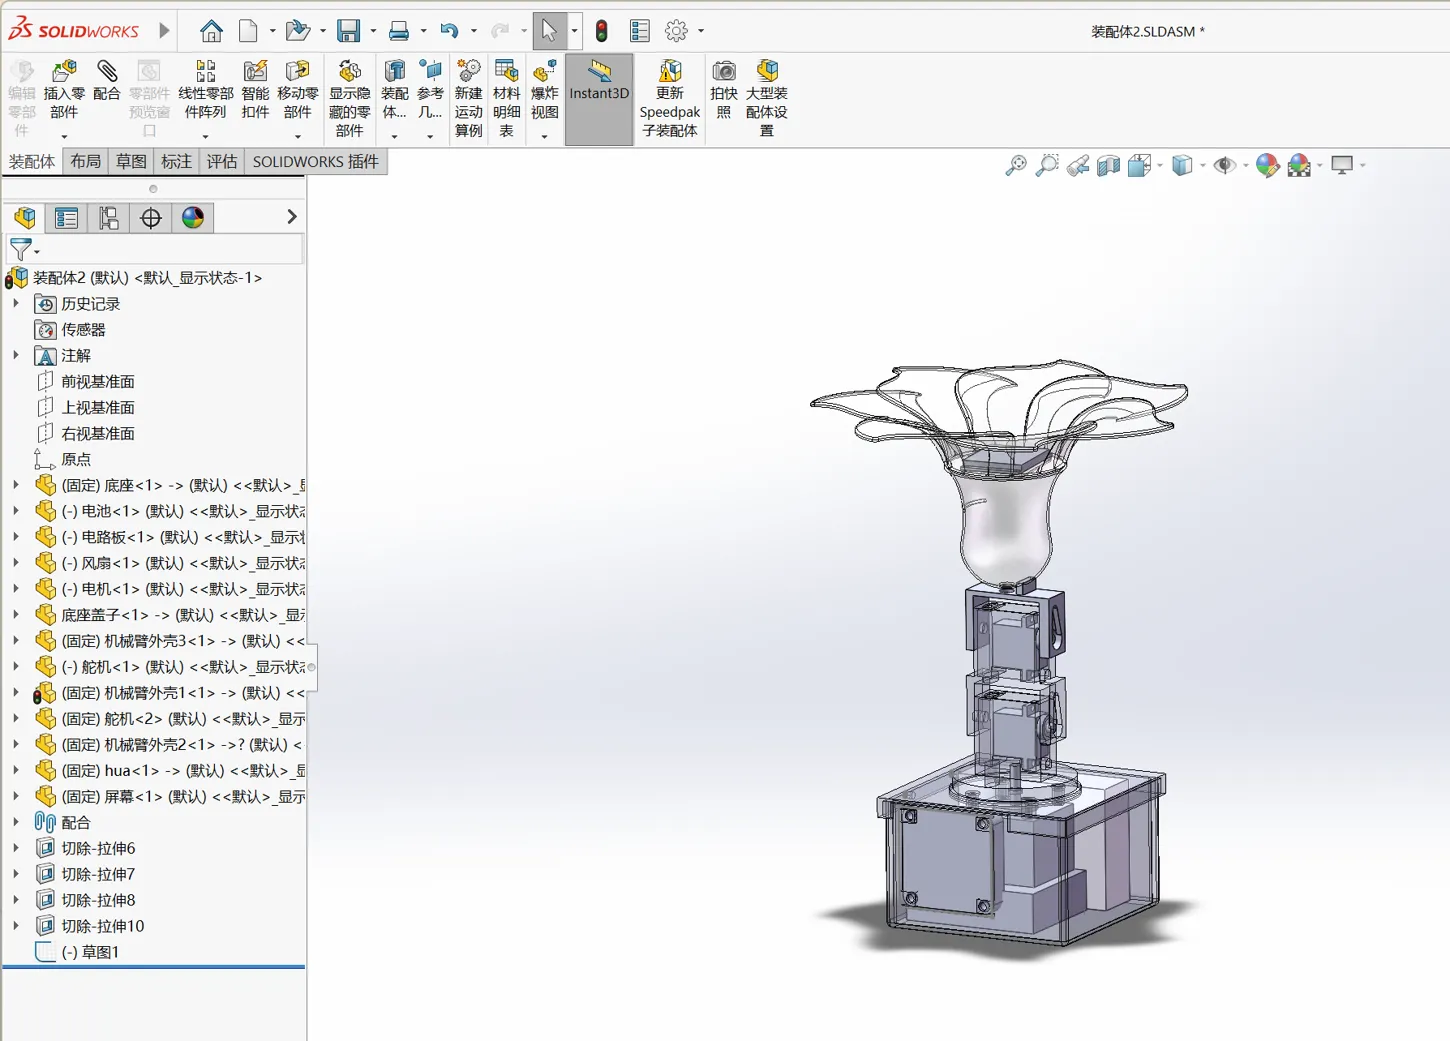 SOLIDWORKS
装配体2.SLDASM *
编辑零部件
插入零部件
配合
零部件预览窗口
线性零部件阵列
智能扣件
移动零部件
显示隐藏的零部件
装配体...
参考几...
新建运动算例
材料明细表
爆炸视图
Instant3D
更新Speedpak子装配体
拍快照
大型装配体设置
装配体 布局 草图 标注 评估 SOLIDWORKS 插件
装配体2 (默认) <默认_显示状态-1>
历史记录
传感器
注解
前视基准面
上视基准面
右视基准面
原点
(固定) 底座<1> -> (默认) <<默认>_显
(-) 电池<1> (默认) <<默认>_显示状态
(-) 电路板<1> (默认) <<默认>_显示状
(-) 风扇<1> (默认) <<默认>_显示状态
(-) 电机<1> (默认) <<默认>_显示状态
底座盖子<1> -> (默认) <<默认>_显示
(固定) 机械臂外壳3<1> -> (默认) <<
(-) 舵机<1> (默认) <<默认>_显示状态
(固定) 机械臂外壳1<1> -> (默认) <<
(固定) 舵机<2> (默认) <<默认>_显示
(固定) 机械臂外壳2<1> ->? (默认) <
(固定) hua<1> -> (默认) <<默认>_显
(固定) 屏幕<1> (默认) <<默认>_显示
配合
切除-拉伸6
切除-拉伸7
切除-拉伸8
切除-拉伸10
(-) 草图1